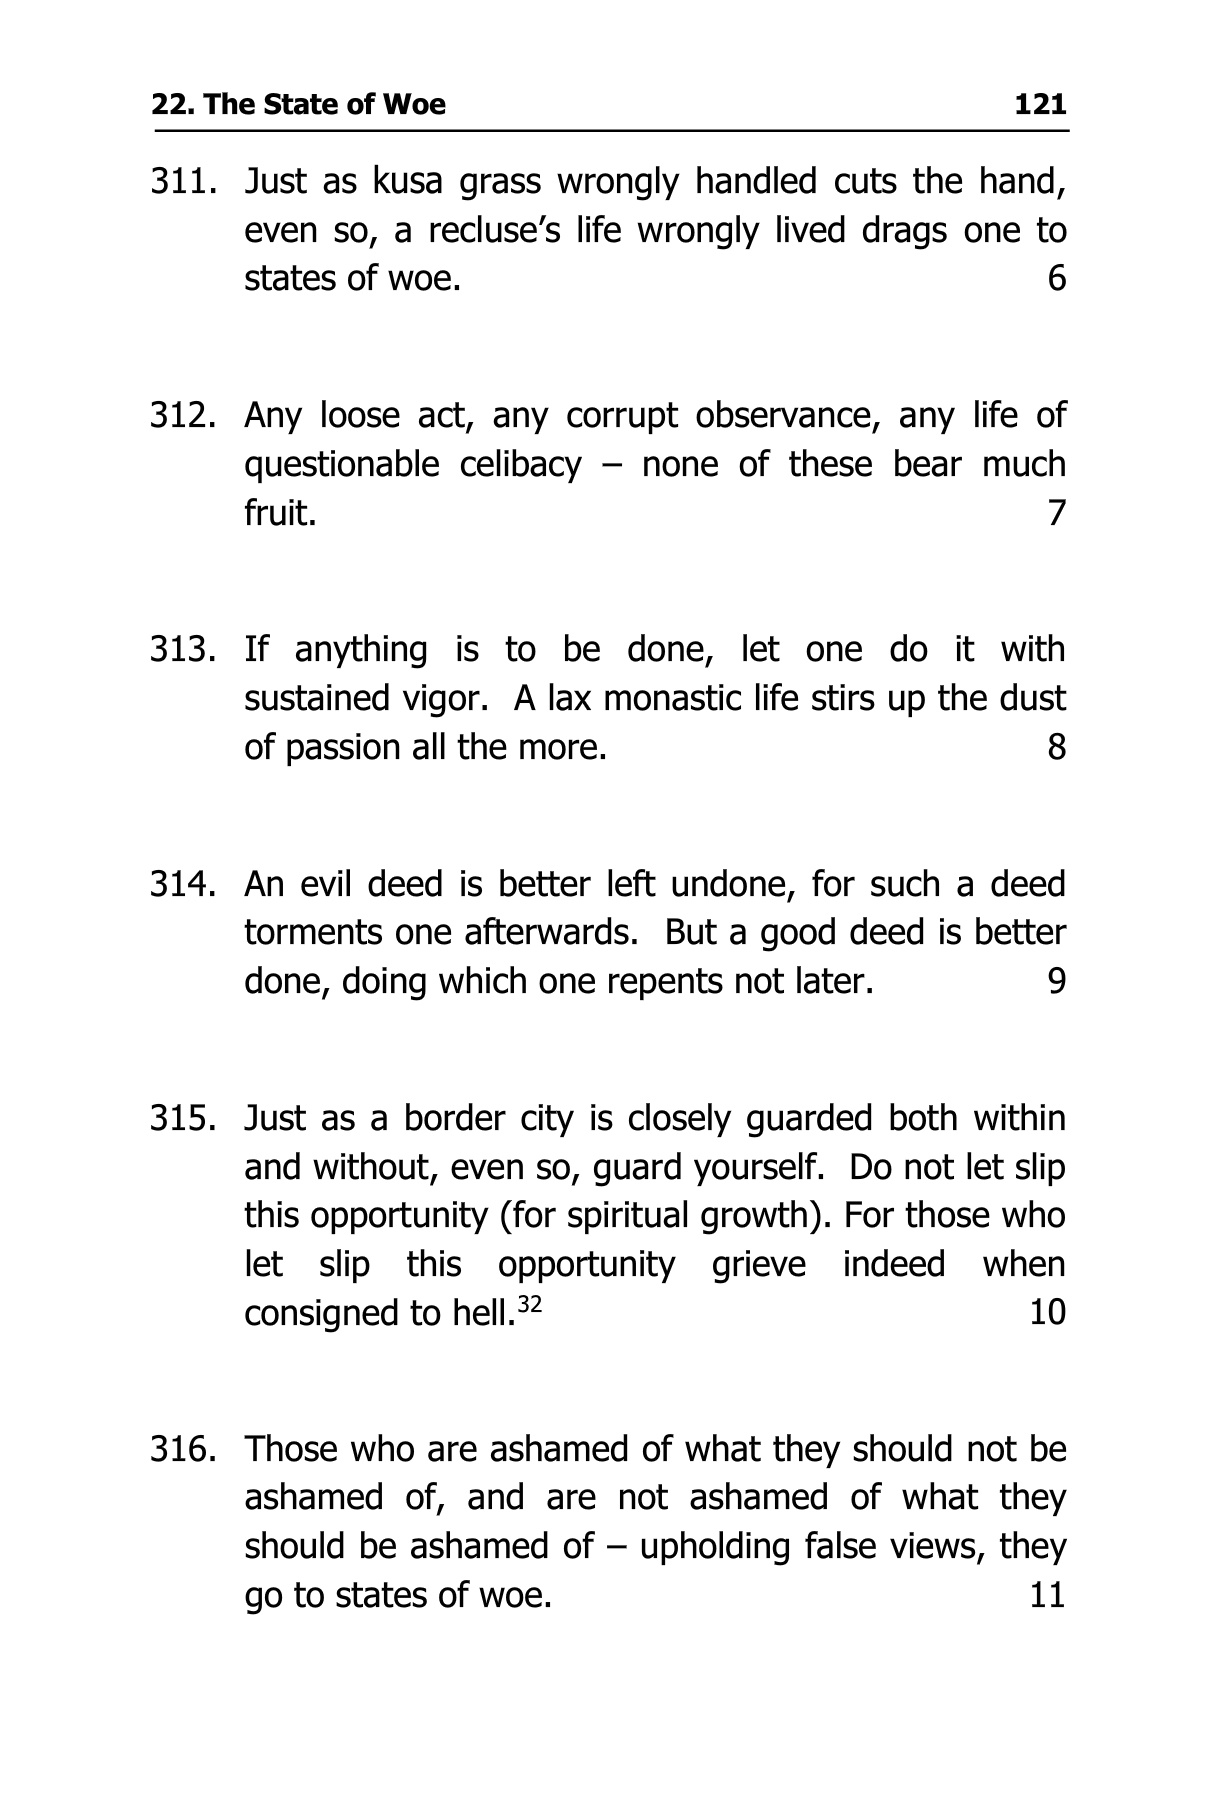 22. The State of Woe 121
311. Just as kusa grass wrongly handled cuts the hand,
even so, a recluse’s life wrongly lived drags one to
states of woe. 6
312. Any loose act, any corrupt observance, any life of
questionable celibacy – none of these bear much
fruit. 7
313. If anything is to be done, let one do it with
sustained vigor. A lax monastic life stirs up the dust
of passion all the more. 8
314. An evil deed is better left undone, for such a deed
torments one afterwards. But a good deed is better
done, doing which one repents not later. 9
315. Just as a border city is closely guarded both within
and without, even so, guard yourself. Do not let slip
this opportunity (for spiritual growth). For those who
let slip this opportunity grieve indeed when
consigned to hell.³² 10
316. Those who are ashamed of what they should not be
ashamed of, and are not ashamed of what they
should be ashamed of – upholding false views, they
go to states of woe. 11